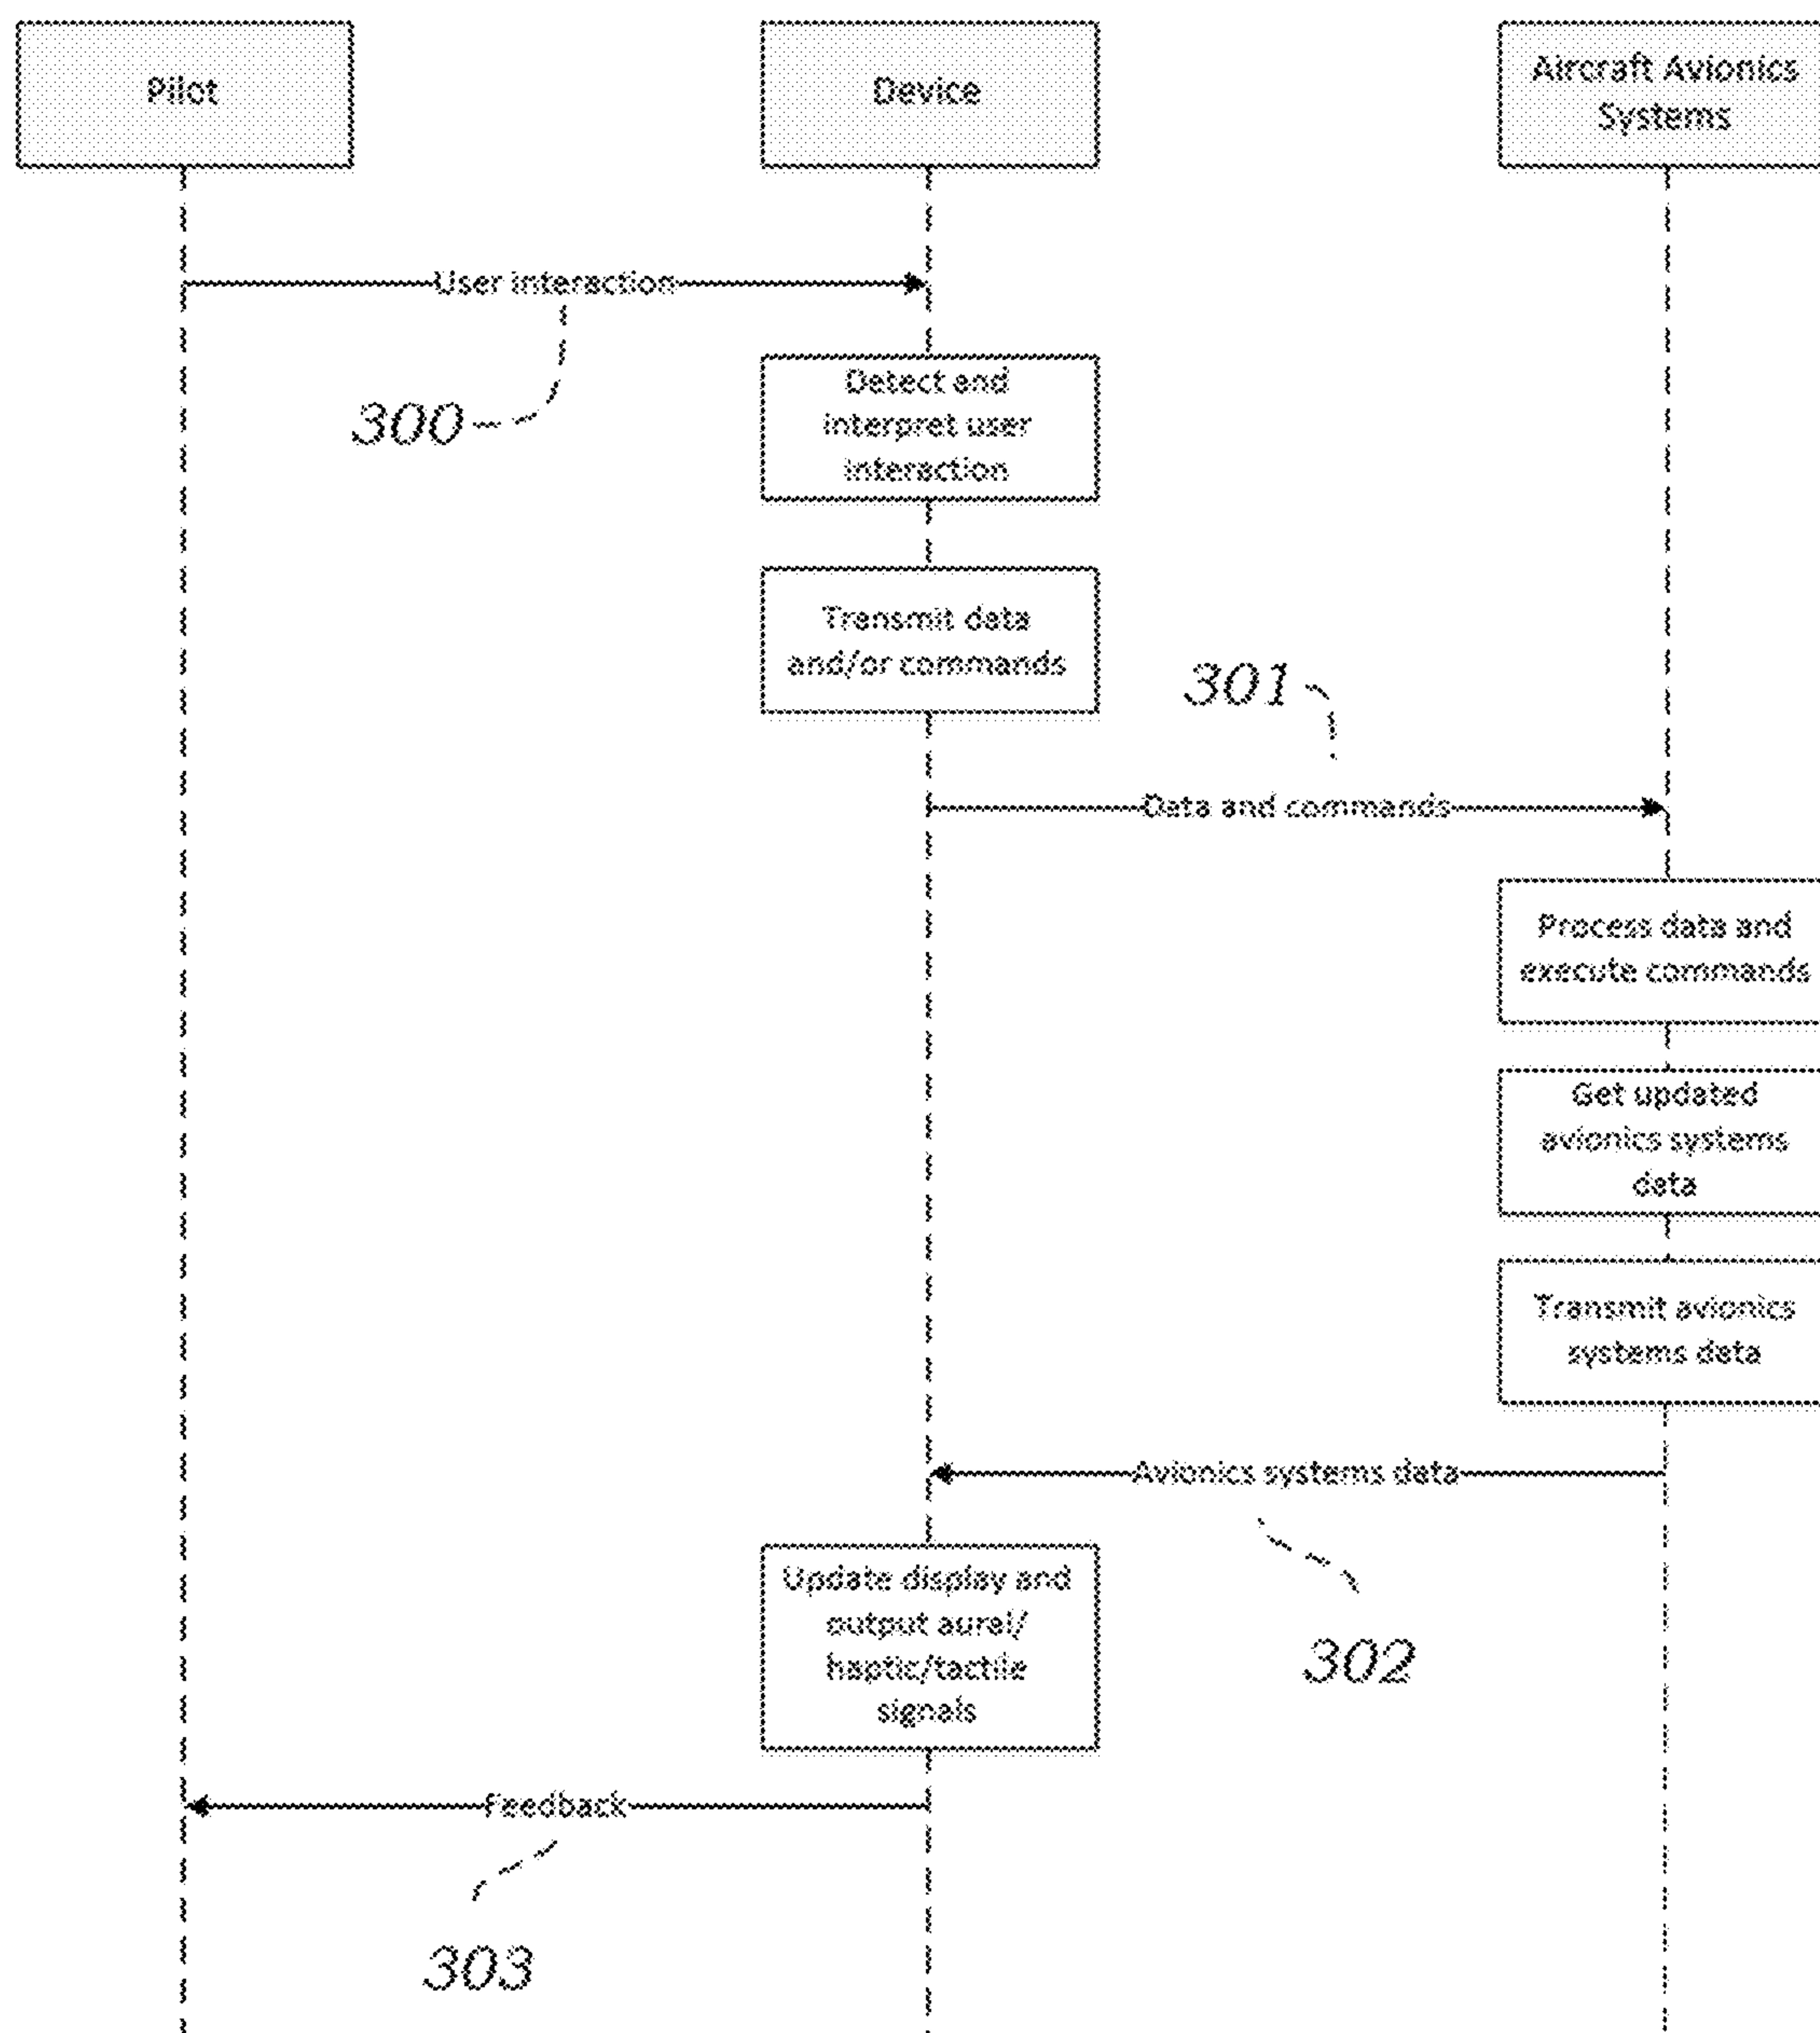 Pilot
Device
Aircraft Avionics
Systems
User interaction
300
Detect and
interpret user
interaction
Transmit data
and/or commands
301
Data and commands
Process data and
execute commands
Get updated
avionics systems
data
Transmit avionics
systems data
Avionics systems data
302
Update display and
output aural/
haptic/tactile
signals
Feedback
303